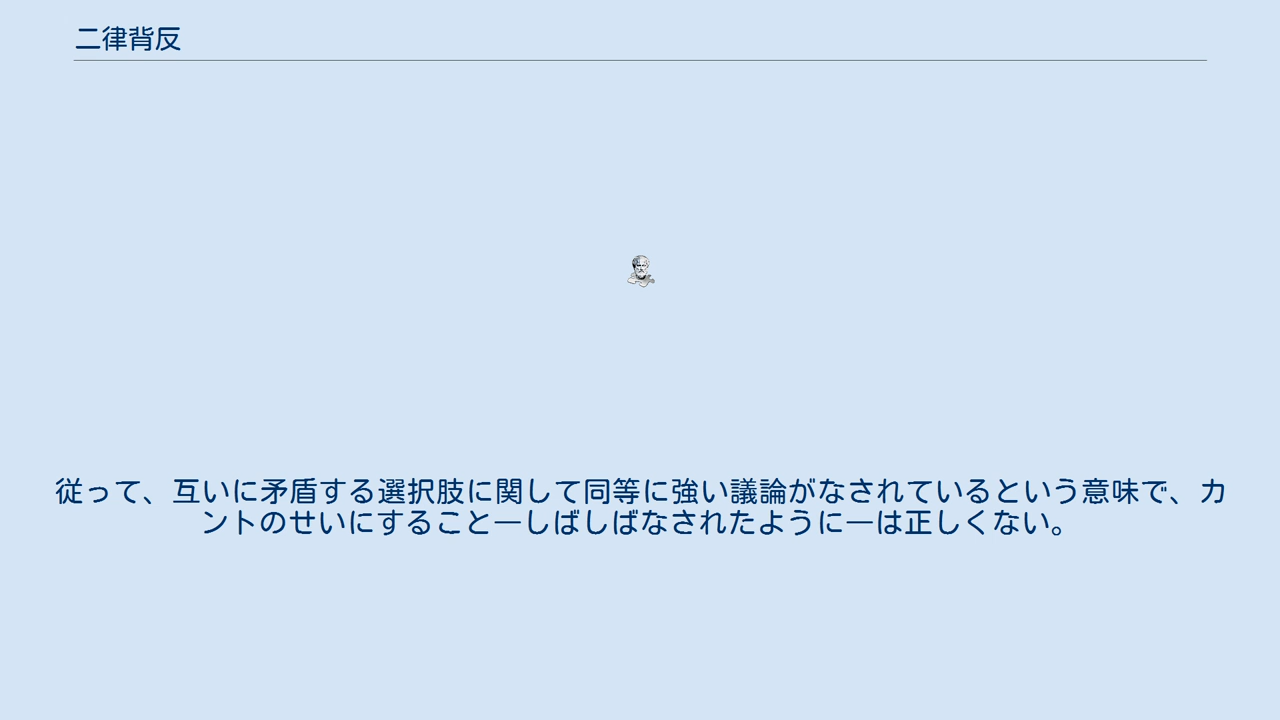 二律背反
従って、互いに矛盾する選択肢に関して同等に強い議論がなされているという意味で、カ
ントのせいにすること―しばしばなされたように―は正しくない。